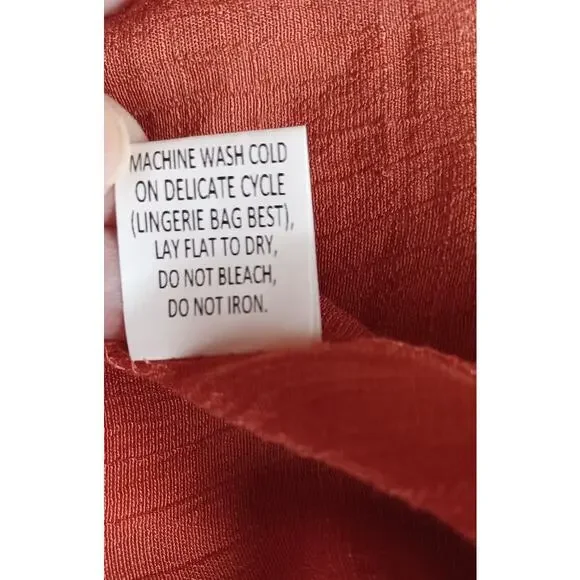 MACHINE WASH COLD
ON DELICATE CYCLE
(LINGERIE BAG BEST),
LAY FLAT TO DRY,
DO NOT BLEACH,
DO NOT IRON.